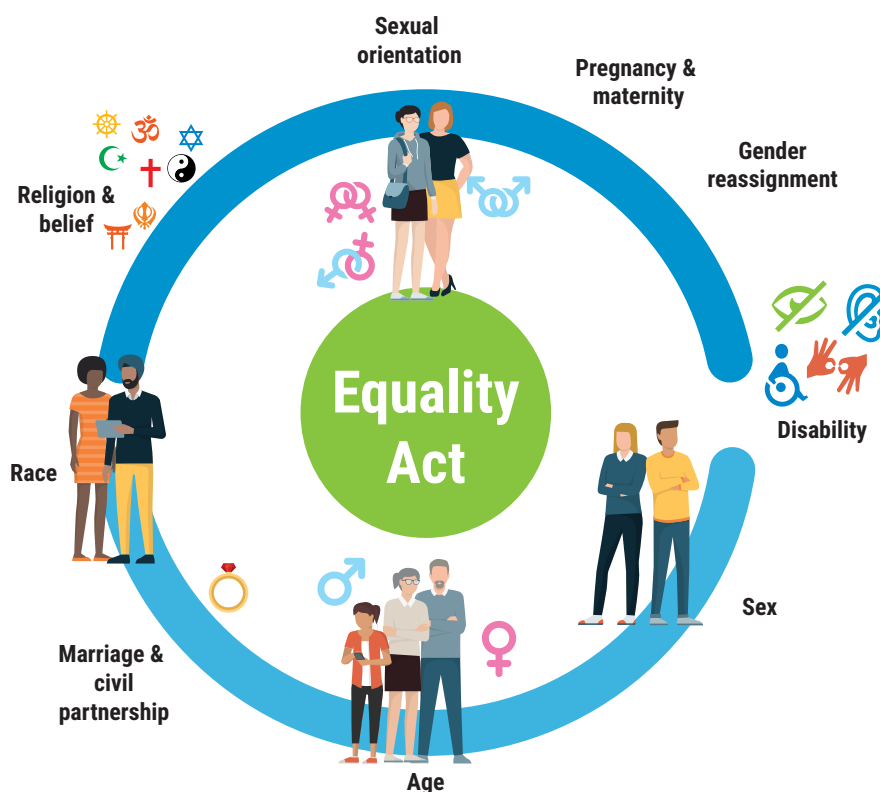 Sexual
orientation
Pregnancy &
maternity
Gender
reassignment
Religion &
belief
Equality
Act
Disability
Race
Sex
Marriage &
civil
partnership
Age